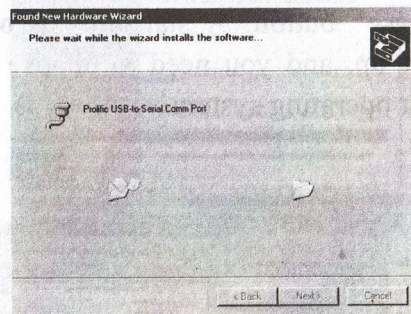 Found New Hardware Wizard
Please wait while the wizard installs the software...
Prolific USB-to-Serial Comm Port
< Back
Next >
Cancel